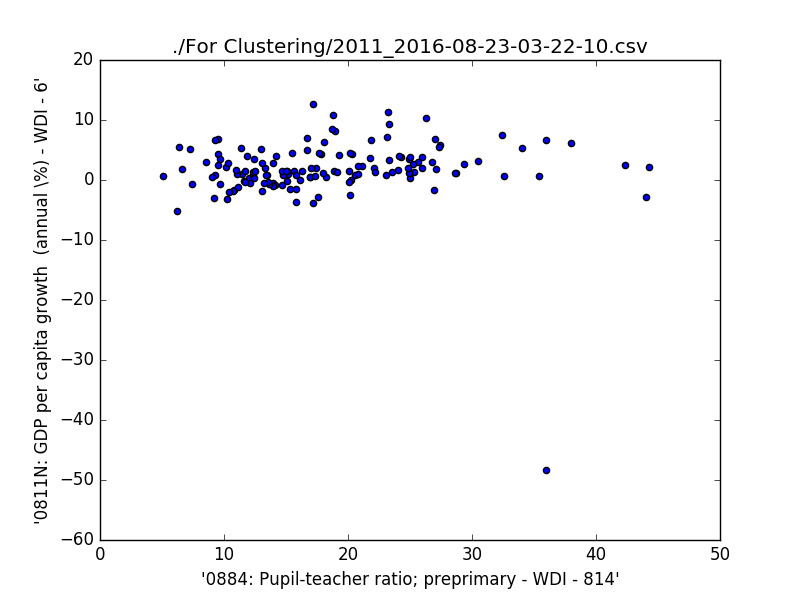 ./For Clustering/2011_2016-08-23-03-22-10.csv
20
10
0
−10
−20
−30
−40
−50
−60
'0811N: GDP per capita growth  (annual \%) - WDI - 6'
0 10 20 30 40 50
'0884: Pupil-teacher ratio; preprimary - WDI - 814'